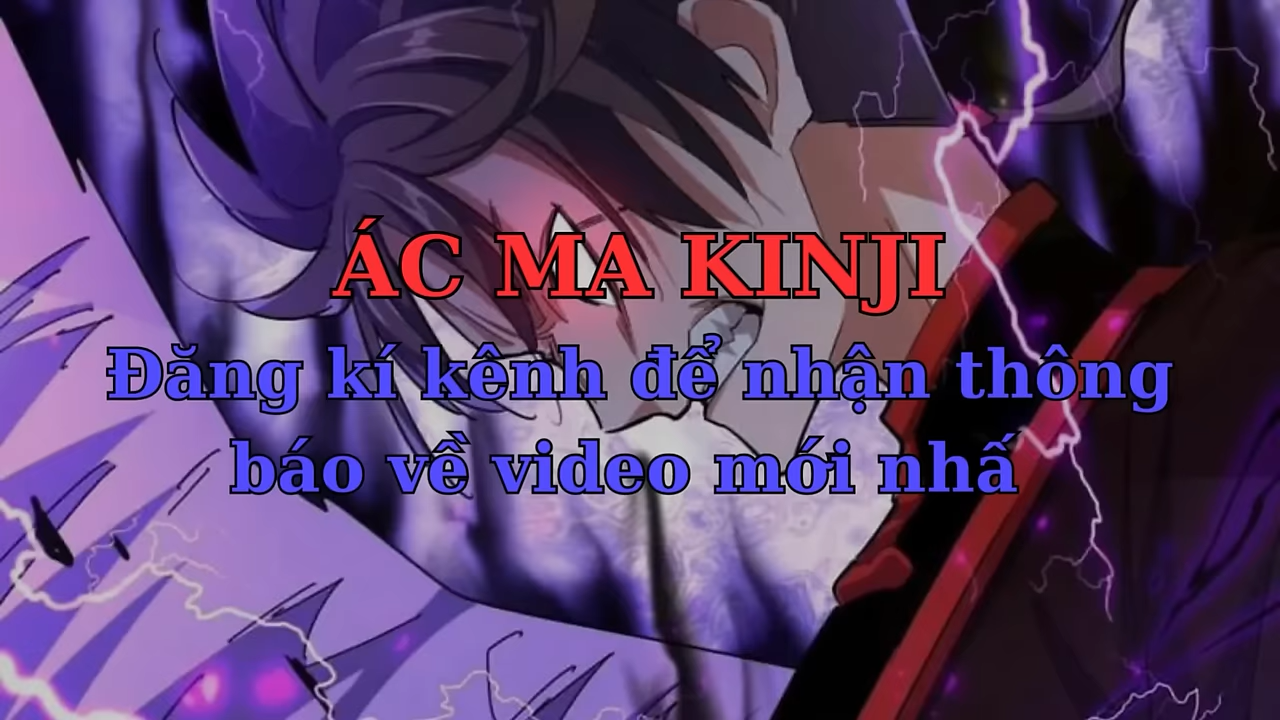 ÁC MA KINJI
Đăng kí kênh để nhận thông
báo về video mới nhấ